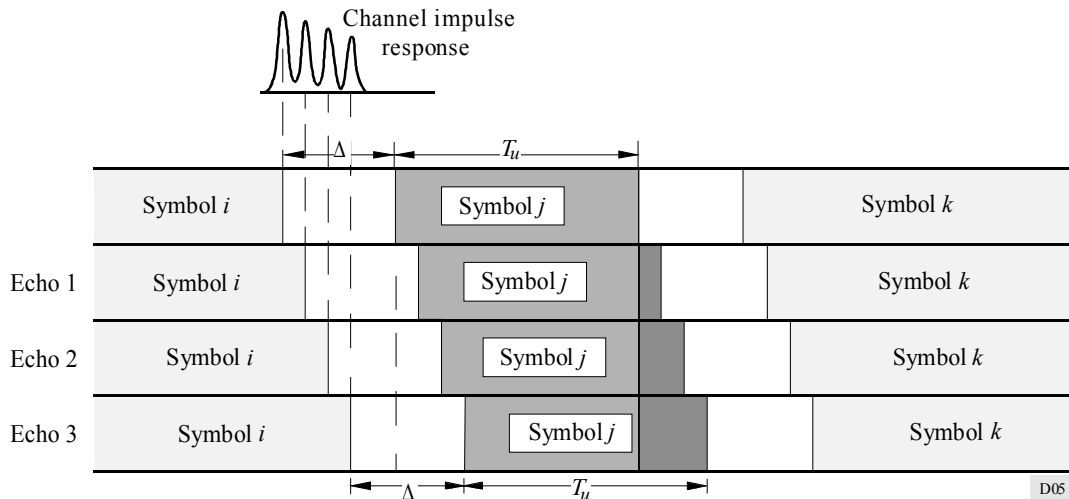 Channel impulse
response
Δ
T_u
Symbol i
Symbol j
Symbol k
Echo 1
Symbol i
Symbol j
Symbol k
Echo 2
Symbol i
Symbol j
Symbol k
Echo 3
Symbol i
Symbol j
Symbol k
Δ
T_u
D05